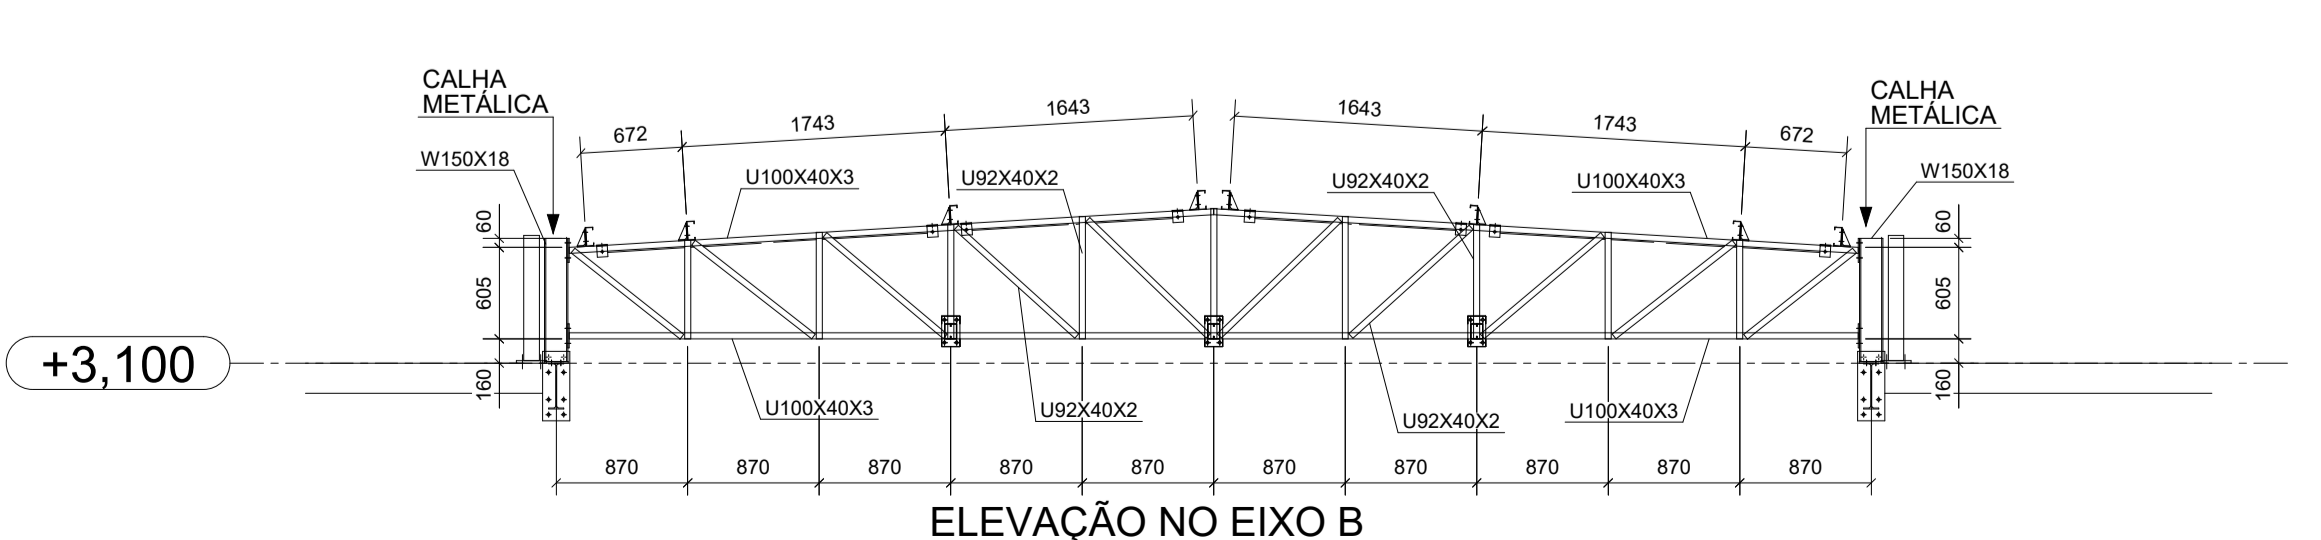 CALHA
METÁLICA
W150X18
672
1743
1643
1643
1743
672
CALHA
METÁLICA
W150X18
U100X40X3
U92X40X2
U92X40X2
U100X40X3
60
605
160
60
605
160
+3,100
U100X40X3
U92X40X2
U92X40X2
U100X40X3
870
870
870
870
870
870
870
870
870
870
ELEVAÇÃO NO EIXO B